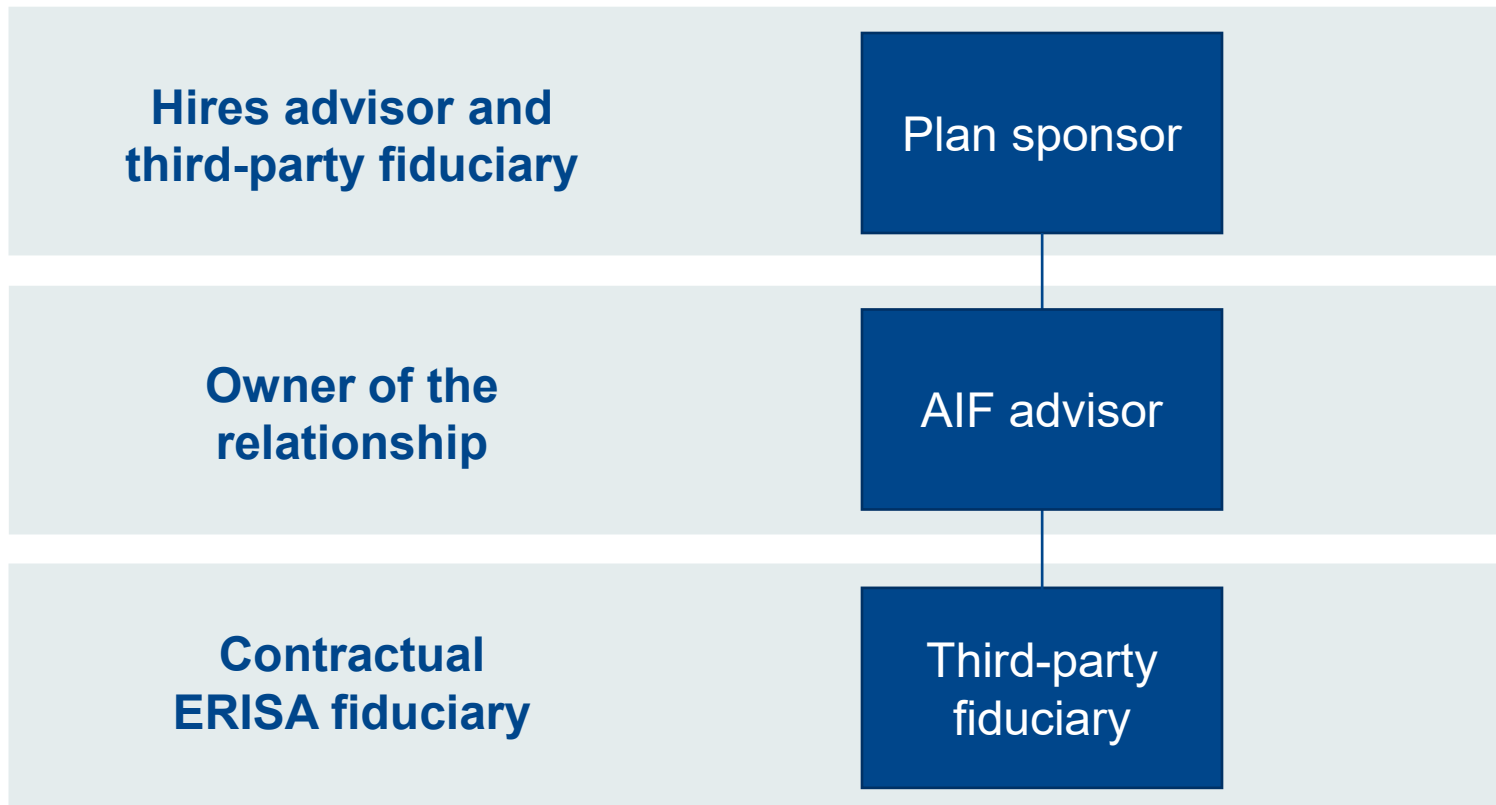 Hires advisor and
third-party fiduciary
Plan sponsor
Owner of the
relationship
AIF advisor
Contractual
ERISA fiduciary
Third-party
fiduciary